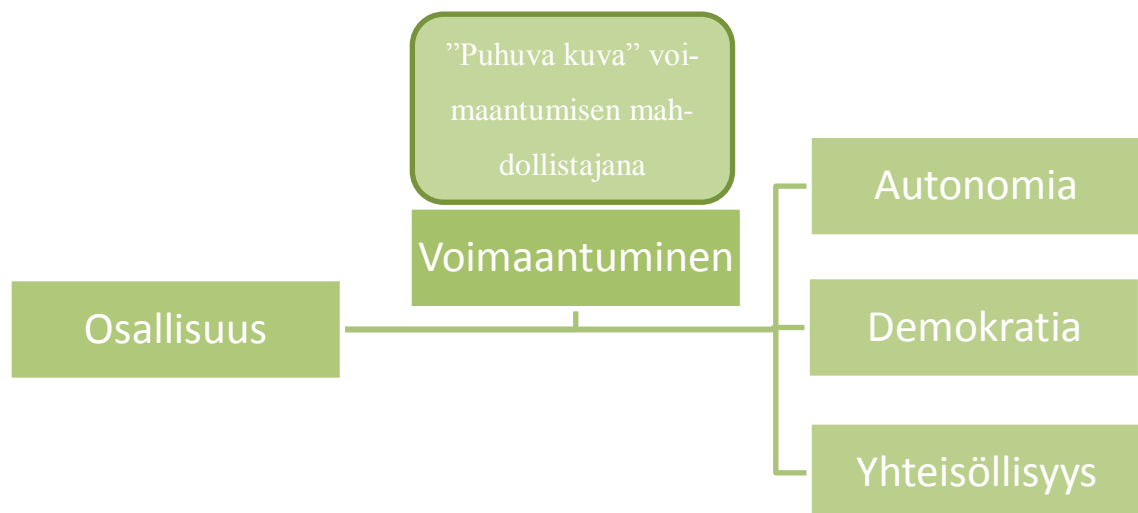 ”Puhuva kuva” voi-
maantumisen mah-
dollistajana
Voimaantuminen
Osallisuus
Autonomia
Demokratia
Yhteisöllisyys